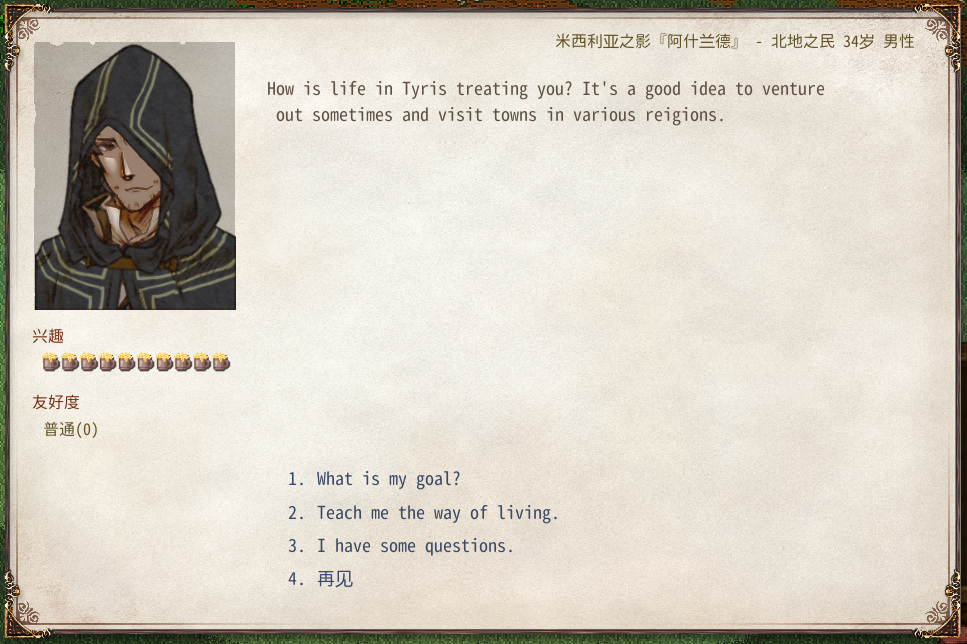 米西利亚之影『阿什兰德』 - 北地之民 34岁 男性
How is life in Tyris treating you? It's a good idea to venture
out sometimes and visit towns in various reigions.
兴趣
友好度
普通(0)
1. What is my goal?
2. Teach me the way of living.
3. I have some questions.
4. 再见